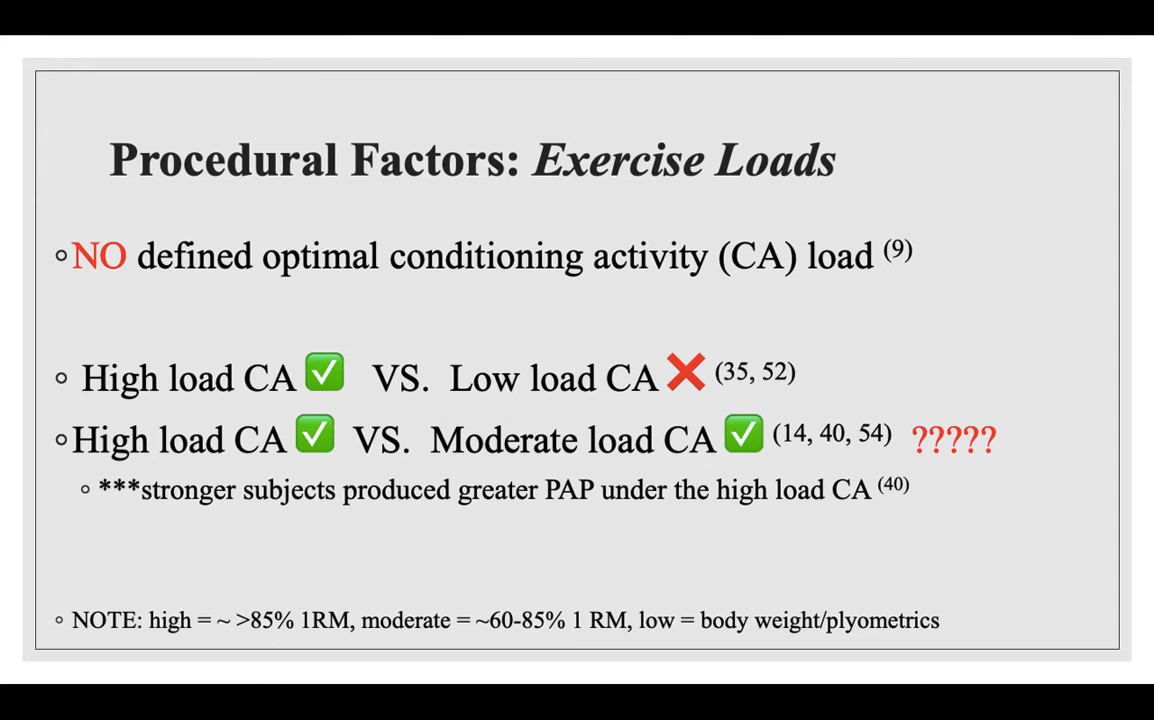 Procedural Factors: Exercise Loads
◦NO defined optimal conditioning activity (CA) load (9)
◦ High load CA ✅ VS. Low load CA ❌ (35, 52)
◦High load CA ✅ VS. Moderate load CA ✅ (14, 40, 54) ?????
◦ ***stronger subjects produced greater PAP under the high load CA (40)
◦ NOTE: high = ~ >85% 1RM, moderate = ~60-85% 1 RM, low = body weight/plyometrics